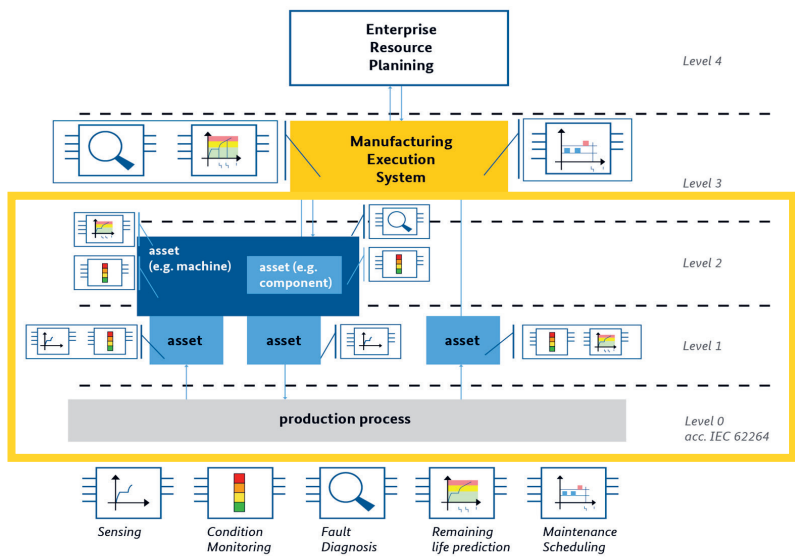 Enterprise
Resource
Planining
Level 4
Manufacturing
Execution
System
Level 3
asset
(e.g. machine)
asset (e.g.
component)
Level 2
asset
asset
asset
Level 1
production process
Level 0
acc. IEC 62264
Sensing
Condition
Monitoring
Fault
Diagnosis
Remaining
life prediction
Maintenance
Scheduling